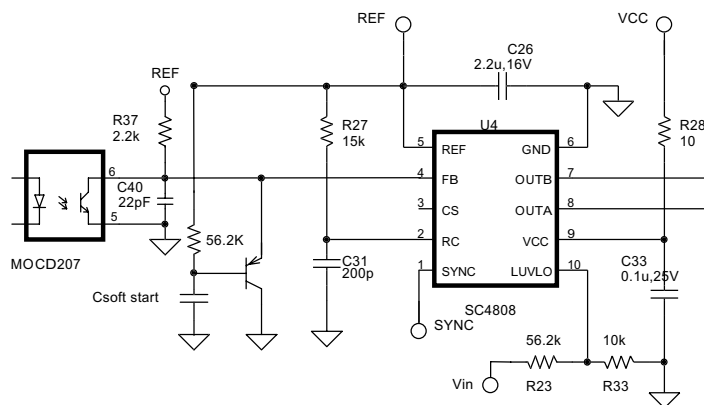 REF
VCC
C26
2.2u,16V
REF
R37
2.2k
R27
15k
U4
R28
10
5
REF
GND
6
6
4
FB
OUTB
7
C40
22pF
3
CS
OUTA
8
5
56.2K
2
RC
VCC
9
MOCD207
C31
200p
1
SYNC
LUVLO
10
C33
0.1u,25V
Csoft start
SC4808
SYNC
56.2k
10k
Vin
R23
R33